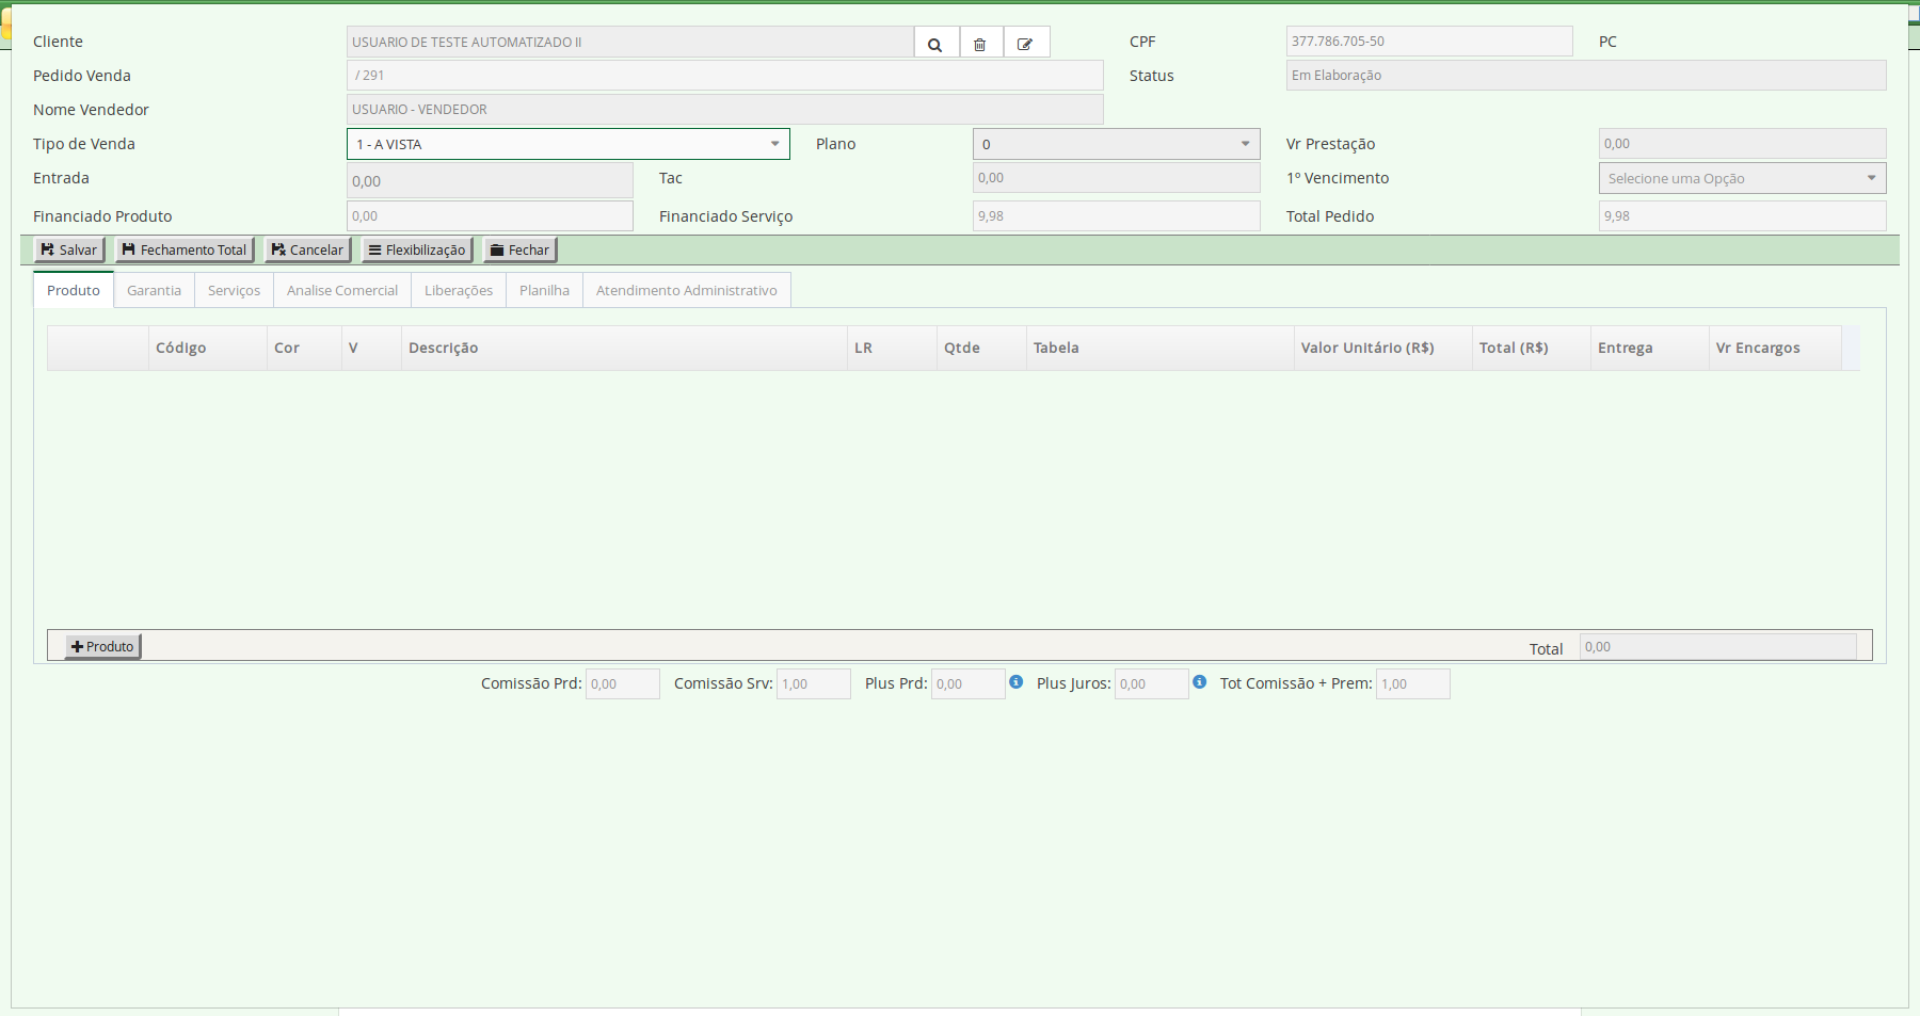 Cliente USUARIO DE TESTE AUTOMATIZADO II CPF 377.786.705-50 PC
Pedido Venda / 291 Status Em Elaboração
Nome Vendedor USUARIO - VENDEDOR
Tipo de Venda 1 - A VISTA Plano 0 Vr Prestação 0,00
Entrada 0,00 Tac 0,00 1º Vencimento Selecione uma Opção
Financiado Produto 0,00 Financiado Serviço 9,98 Total Pedido 9,98
Salvar Fechamento Total Cancelar Flexibilização Fechar
Produto Garantia Serviços Analise Comercial Liberações Planilha Atendimento Administrativo
Código Cor V Descrição LR Qtde Tabela Valor Unitário (R$) Total (R$) Entrega Vr Encargos
Produto Total 0,00
Comissão Prd: 0,00 Comissão Srv: 1,00 Plus Prd: 0,00 Plus Juros: 0,00 Tot Comissão + Prem: 1,00